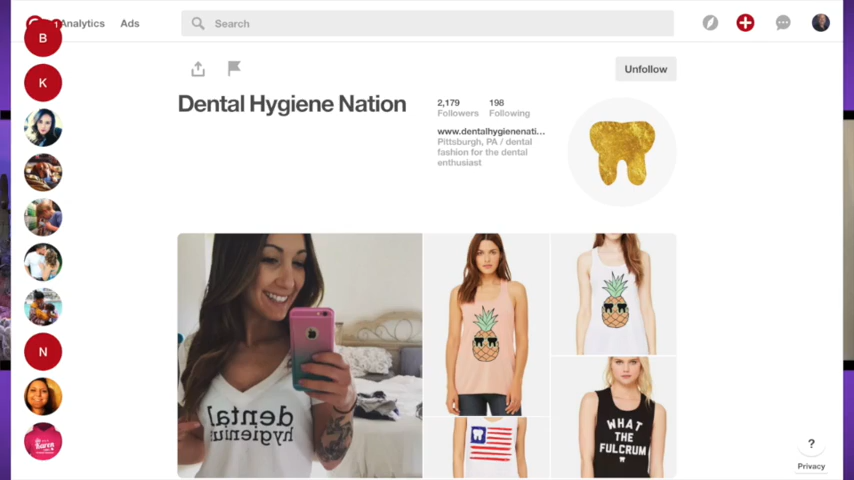 Analytics
Ads
Search
B
K
N
Unfollow
Dental Hygiene Nation
2,179
Followers
198
Following
www.dentalhygienenati...
Pittsburgh, PA / dental
fashion for the dental
enthusiast
dental
hygienist
WHAT
THE
FULCRUM
?
Privacy